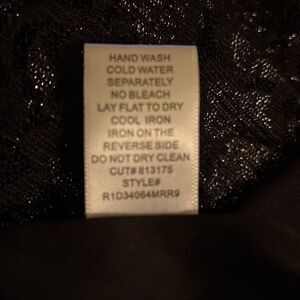 HAND WASH
COLD WATER
SEPARATELY
NO BLEACH
LAY FLAT TO DRY
COOL IRON
IRON ON THE
REVERSE SIDE
DO NOT DRY CLEAN
CUT# 813175
STYLE#
R1D34064MRR9